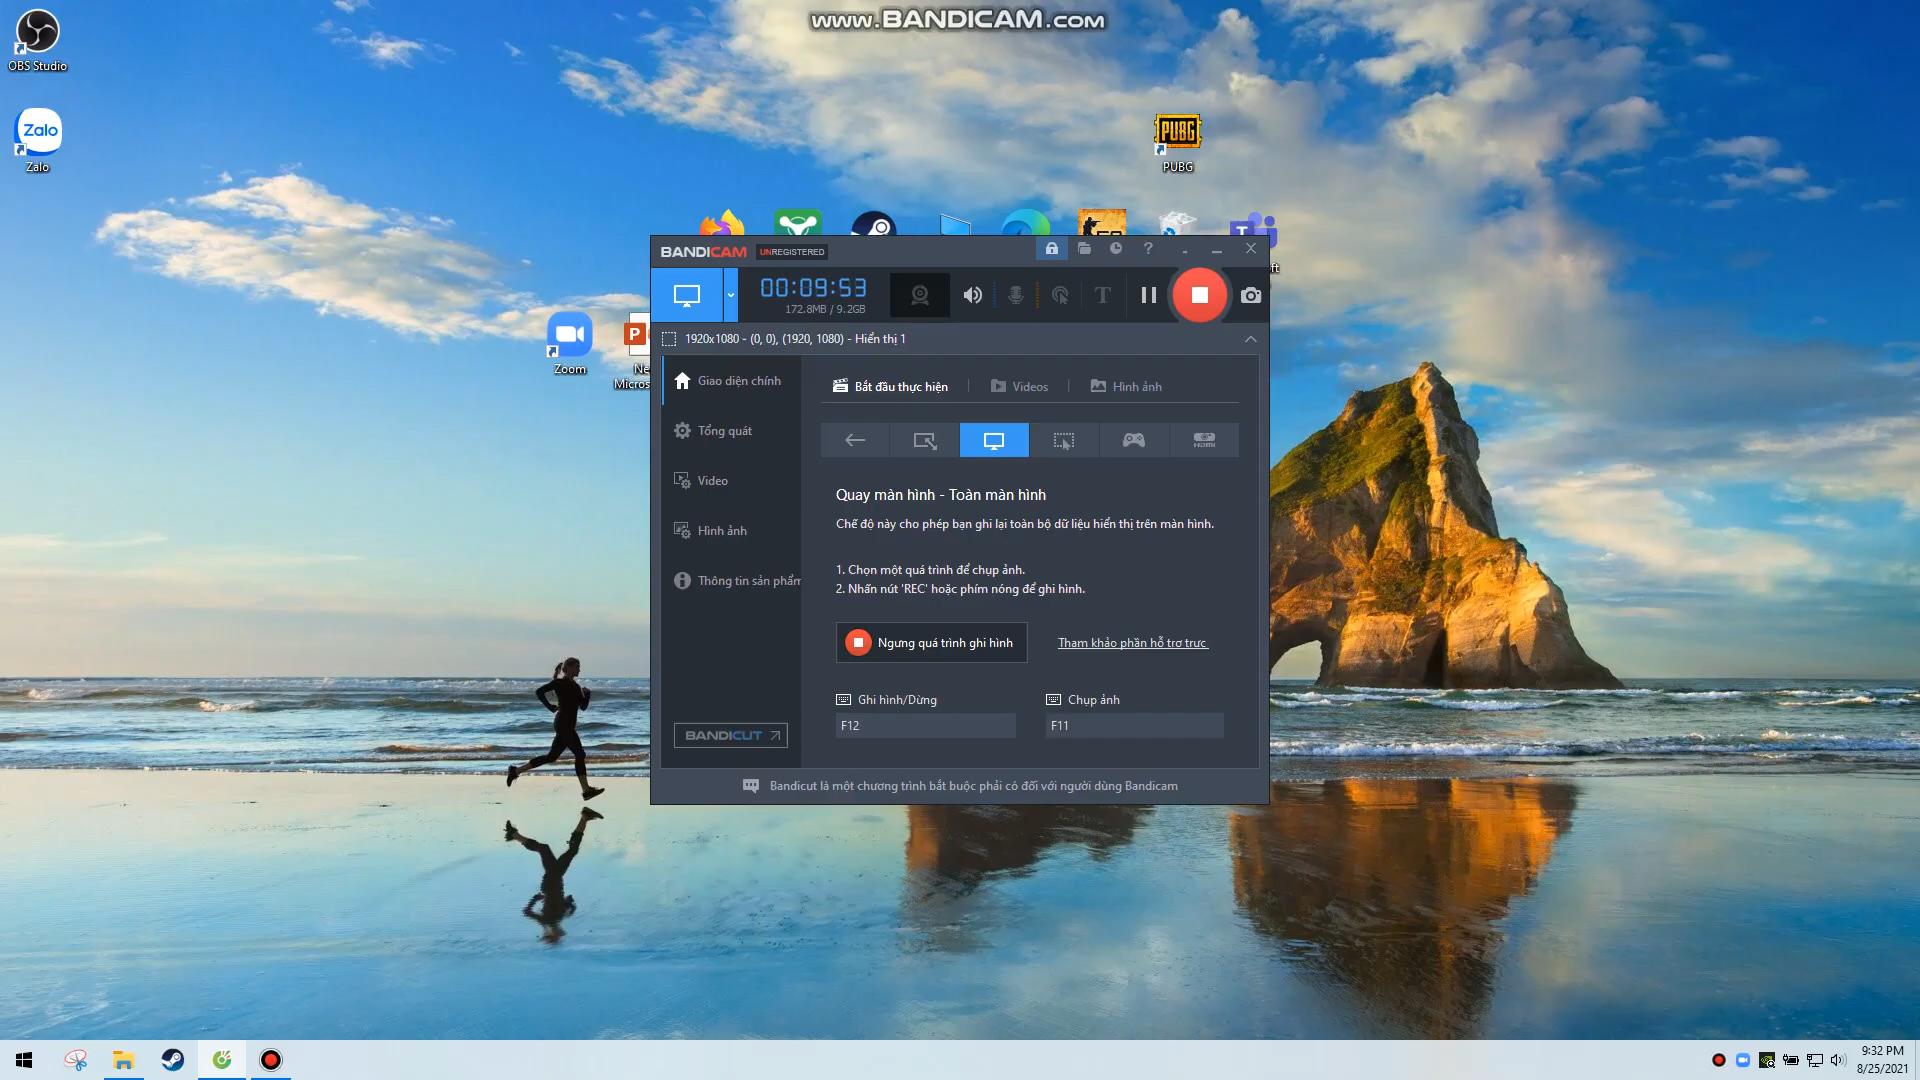 www.BANDICAM.com
OBS Studio
Zalo
Zalo
PUBG
PUBG
Zoom
BANDICAM UNREGISTERED
00:09:53
172.8MB / 9.2GB
1920x1080 - (0, 0), (1920, 1080) - Hiển thị 1
Giao diện chính
Tổng quát
Video
Hình ảnh
Thông tin sản phẩm
BANDICUT
Bắt đầu thực hiện
Videos
Hình ảnh
HDMI
Quay màn hình - Toàn màn hình
Chế độ này cho phép bạn ghi lại toàn bộ dữ liệu hiển thị trên màn hình.
1. Chọn một quá trình để chụp ảnh.
2. Nhấn nút 'REC' hoặc phím nóng để ghi hình.
Ngưng quá trình ghi hình
Tham khảo phần hỗ trợ trực
Ghi hình/Dừng
Chụp ảnh
F12
F11
Bandicut là một chương trình bắt buộc phải có đối với người dùng Bandicam
9:32 PM
8/25/2021